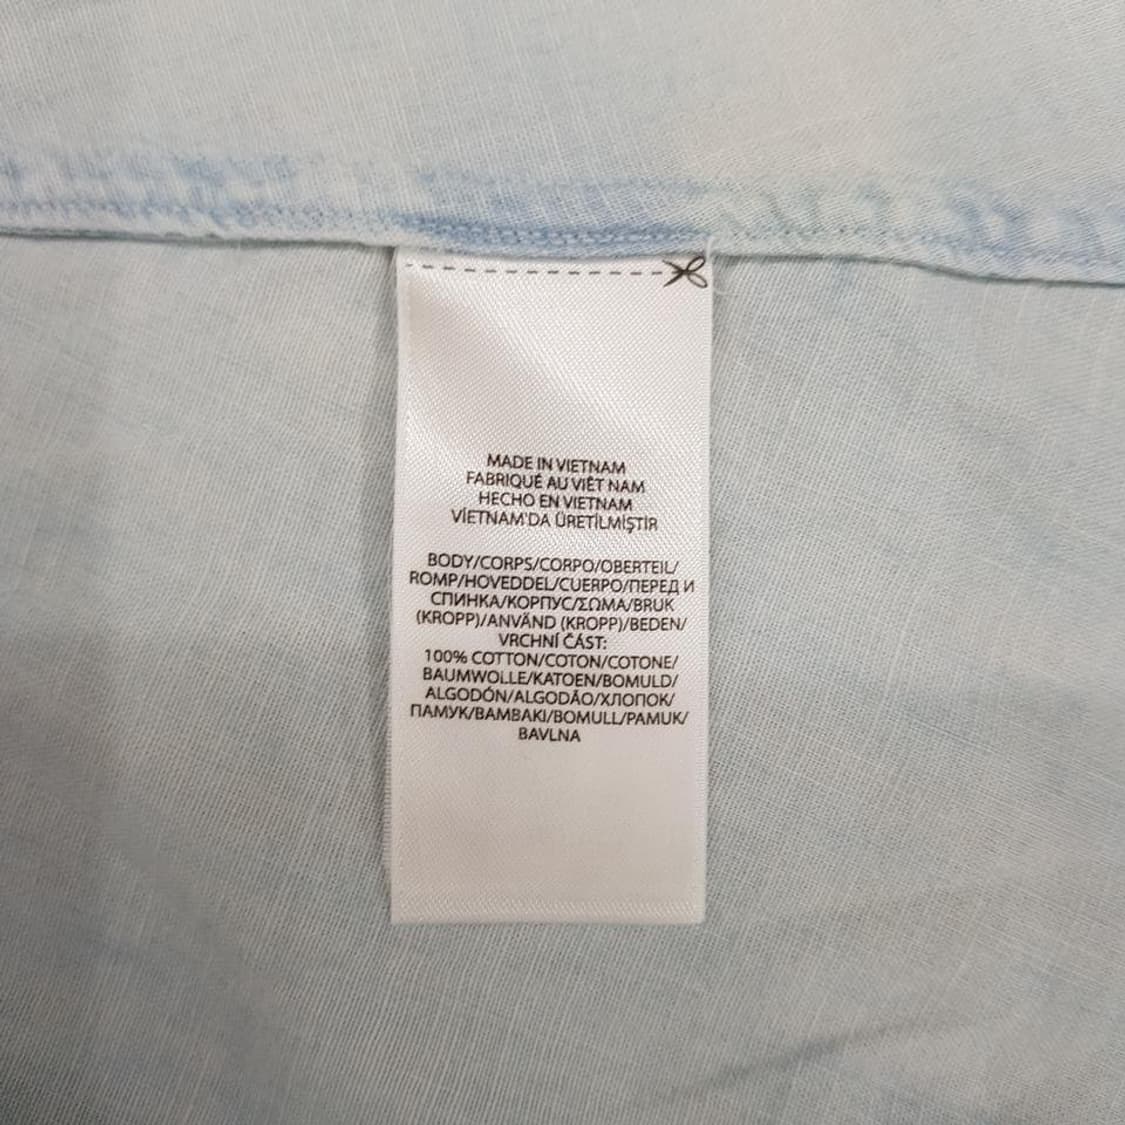 MADE IN VIETNAM
FABRIQUÉ AU VIÊT NAM
HECHO EN VIETNAM
VİETNAM'DA ÜRETİLMİŞTİR
BODY/CORPS/CORPO/OBERTEIL/
ROMP/HOVEDDEL/CUERPO/ПЕРЕД И
СПИНКА/КОРПУС/ΣΩΜΑ/BRUK
(KROPP)/ANVÄND (KROPP)/BEDEN/
VRCHNÍ ČÁST:
100% COTTON/COTON/COTONE/
BAUMWOLLE/KATOEN/BOMULD/
ALGODÓN/ALGODÃO/ХЛОПОК/
ПАМУК/ΒΑΜΒΑΚΙ/BOMULL/PAMUK/
BAVLNA